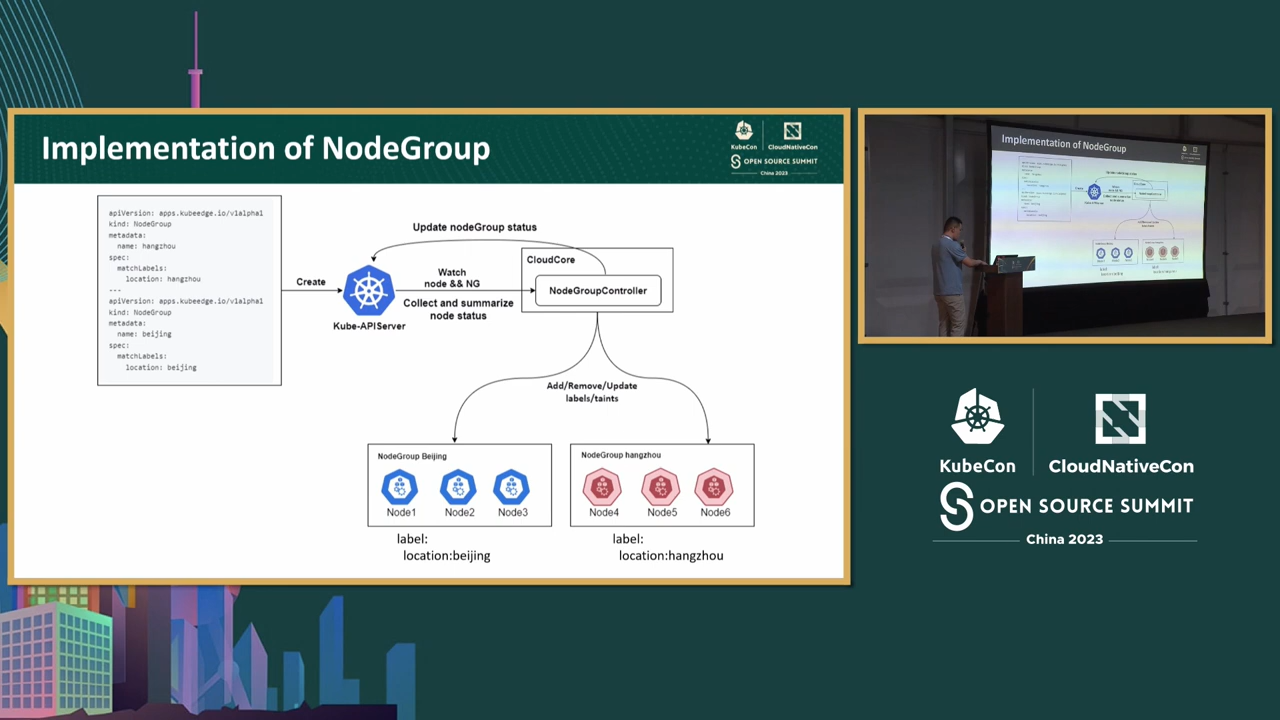 Implementation of NodeGroup
KubeCon
CloudNativeCon
OPEN SOURCE SUMMIT
China 2023
apiVersion: apps.kubeedge.io/v1alpha1
kind: NodeGroup
metadata:
name: hangzhou
spec:
matchLabels:
location: hangzhou
---
apiVersion: apps.kubeedge.io/v1alpha1
kind: NodeGroup
metadata:
name: beijing
spec:
matchLabels:
location: beijing
Create
Kube-APIServer
Update nodeGroup status
Watch
node && NG
Collect and summarize
node status
CloudCore
NodeGroupController
Add/Remove/Update
labels/taints
NodeGroup Beijing
Node1
Node2
Node3
label:
location:beijing
NodeGroup hangzhou
Node4
Node5
Node6
label:
location:hangzhou
Implementation of NodeGroup
KubeCon
CloudNativeCon
OPEN SOURCE SUMMIT
China 2023